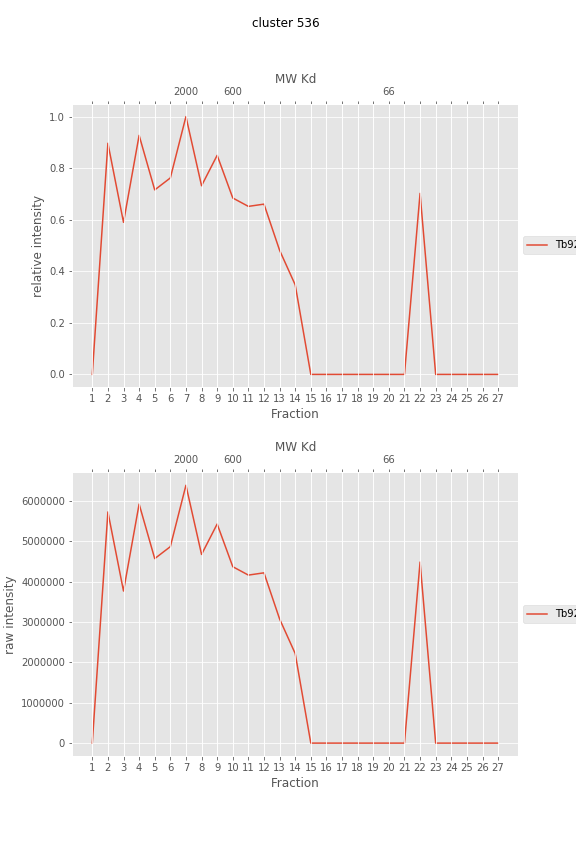 cluster 536
MW Kd
2000 600 66
1.0
0.8
0.6
0.4
0.2
0.0
relative intensity
Tb92
1 2 3 4 5 6 7 8 9 10 11 12 13 14 15 16 17 18 19 20 21 22 23 24 25 26 27
Fraction
MW Kd
2000 600 66
6000000
5000000
4000000
3000000
2000000
1000000
0
raw intensity
Tb92
1 2 3 4 5 6 7 8 9 10 11 12 13 14 15 16 17 18 19 20 21 22 23 24 25 26 27
Fraction